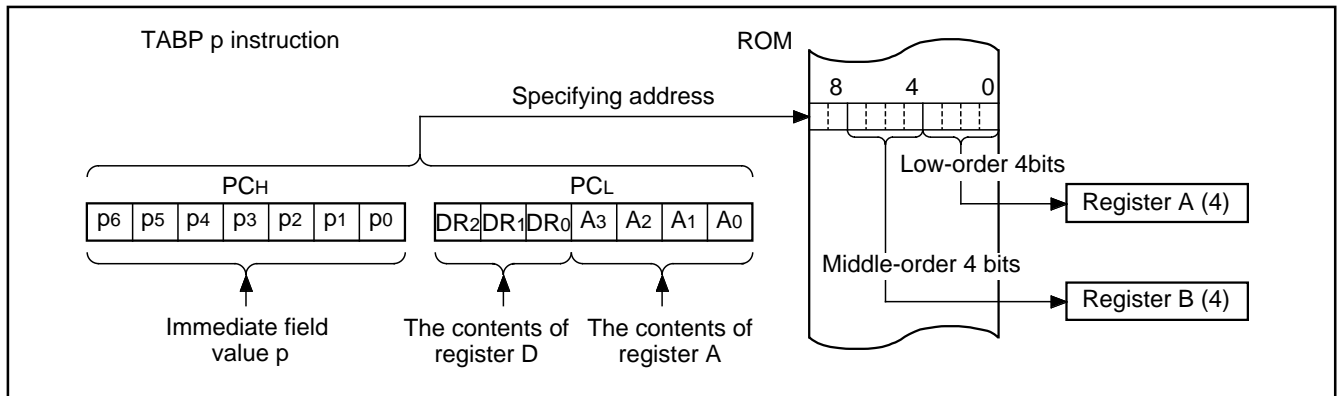 TABP p instruction
ROM
8 4 0
Specifying address
Low-order 4bits
PCH PCL
p6 p5 p4 p3 p2 p1 p0 DR2 DR1 DR0 A3 A2 A1 A0
Register A (4)
Middle-order 4 bits
Register B (4)
Immediate field
value p
The contents of
register D
The contents of
register A